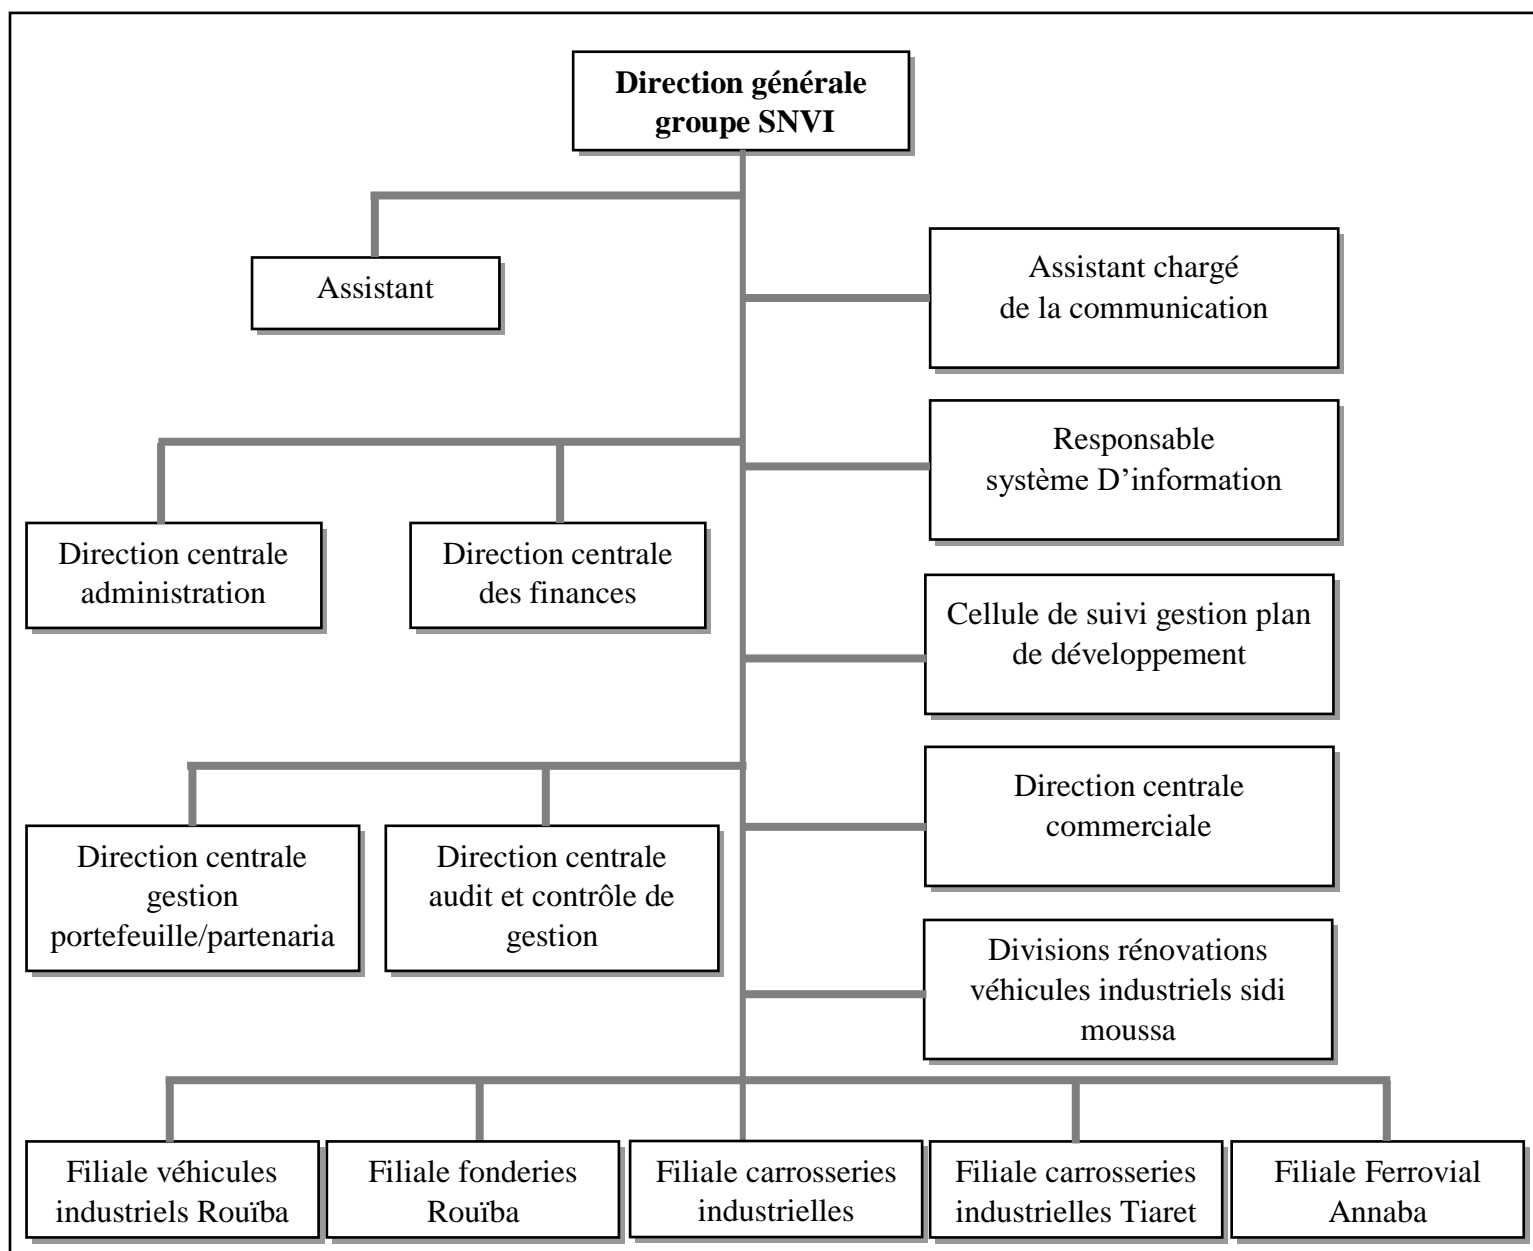 Direction générale
groupe SNVI
Assistant
Assistant chargé
de la communication
Responsable
système D’information
Direction centrale
administration
Direction centrale
des finances
Cellule de suivi gestion plan
de développement
Direction centrale
commerciale
Direction centrale
gestion
portefeuille/partenaria
Direction centrale
audit et contrôle de
gestion
Divisions rénovations
véhicules industriels sidi
moussa
Filiale véhicules
industriels Rouïba
Filiale fonderies
Rouïba
Filiale carrosseries
industrielles
Filiale carrosseries
industrielles Tiaret
Filiale Ferrovial
Annaba